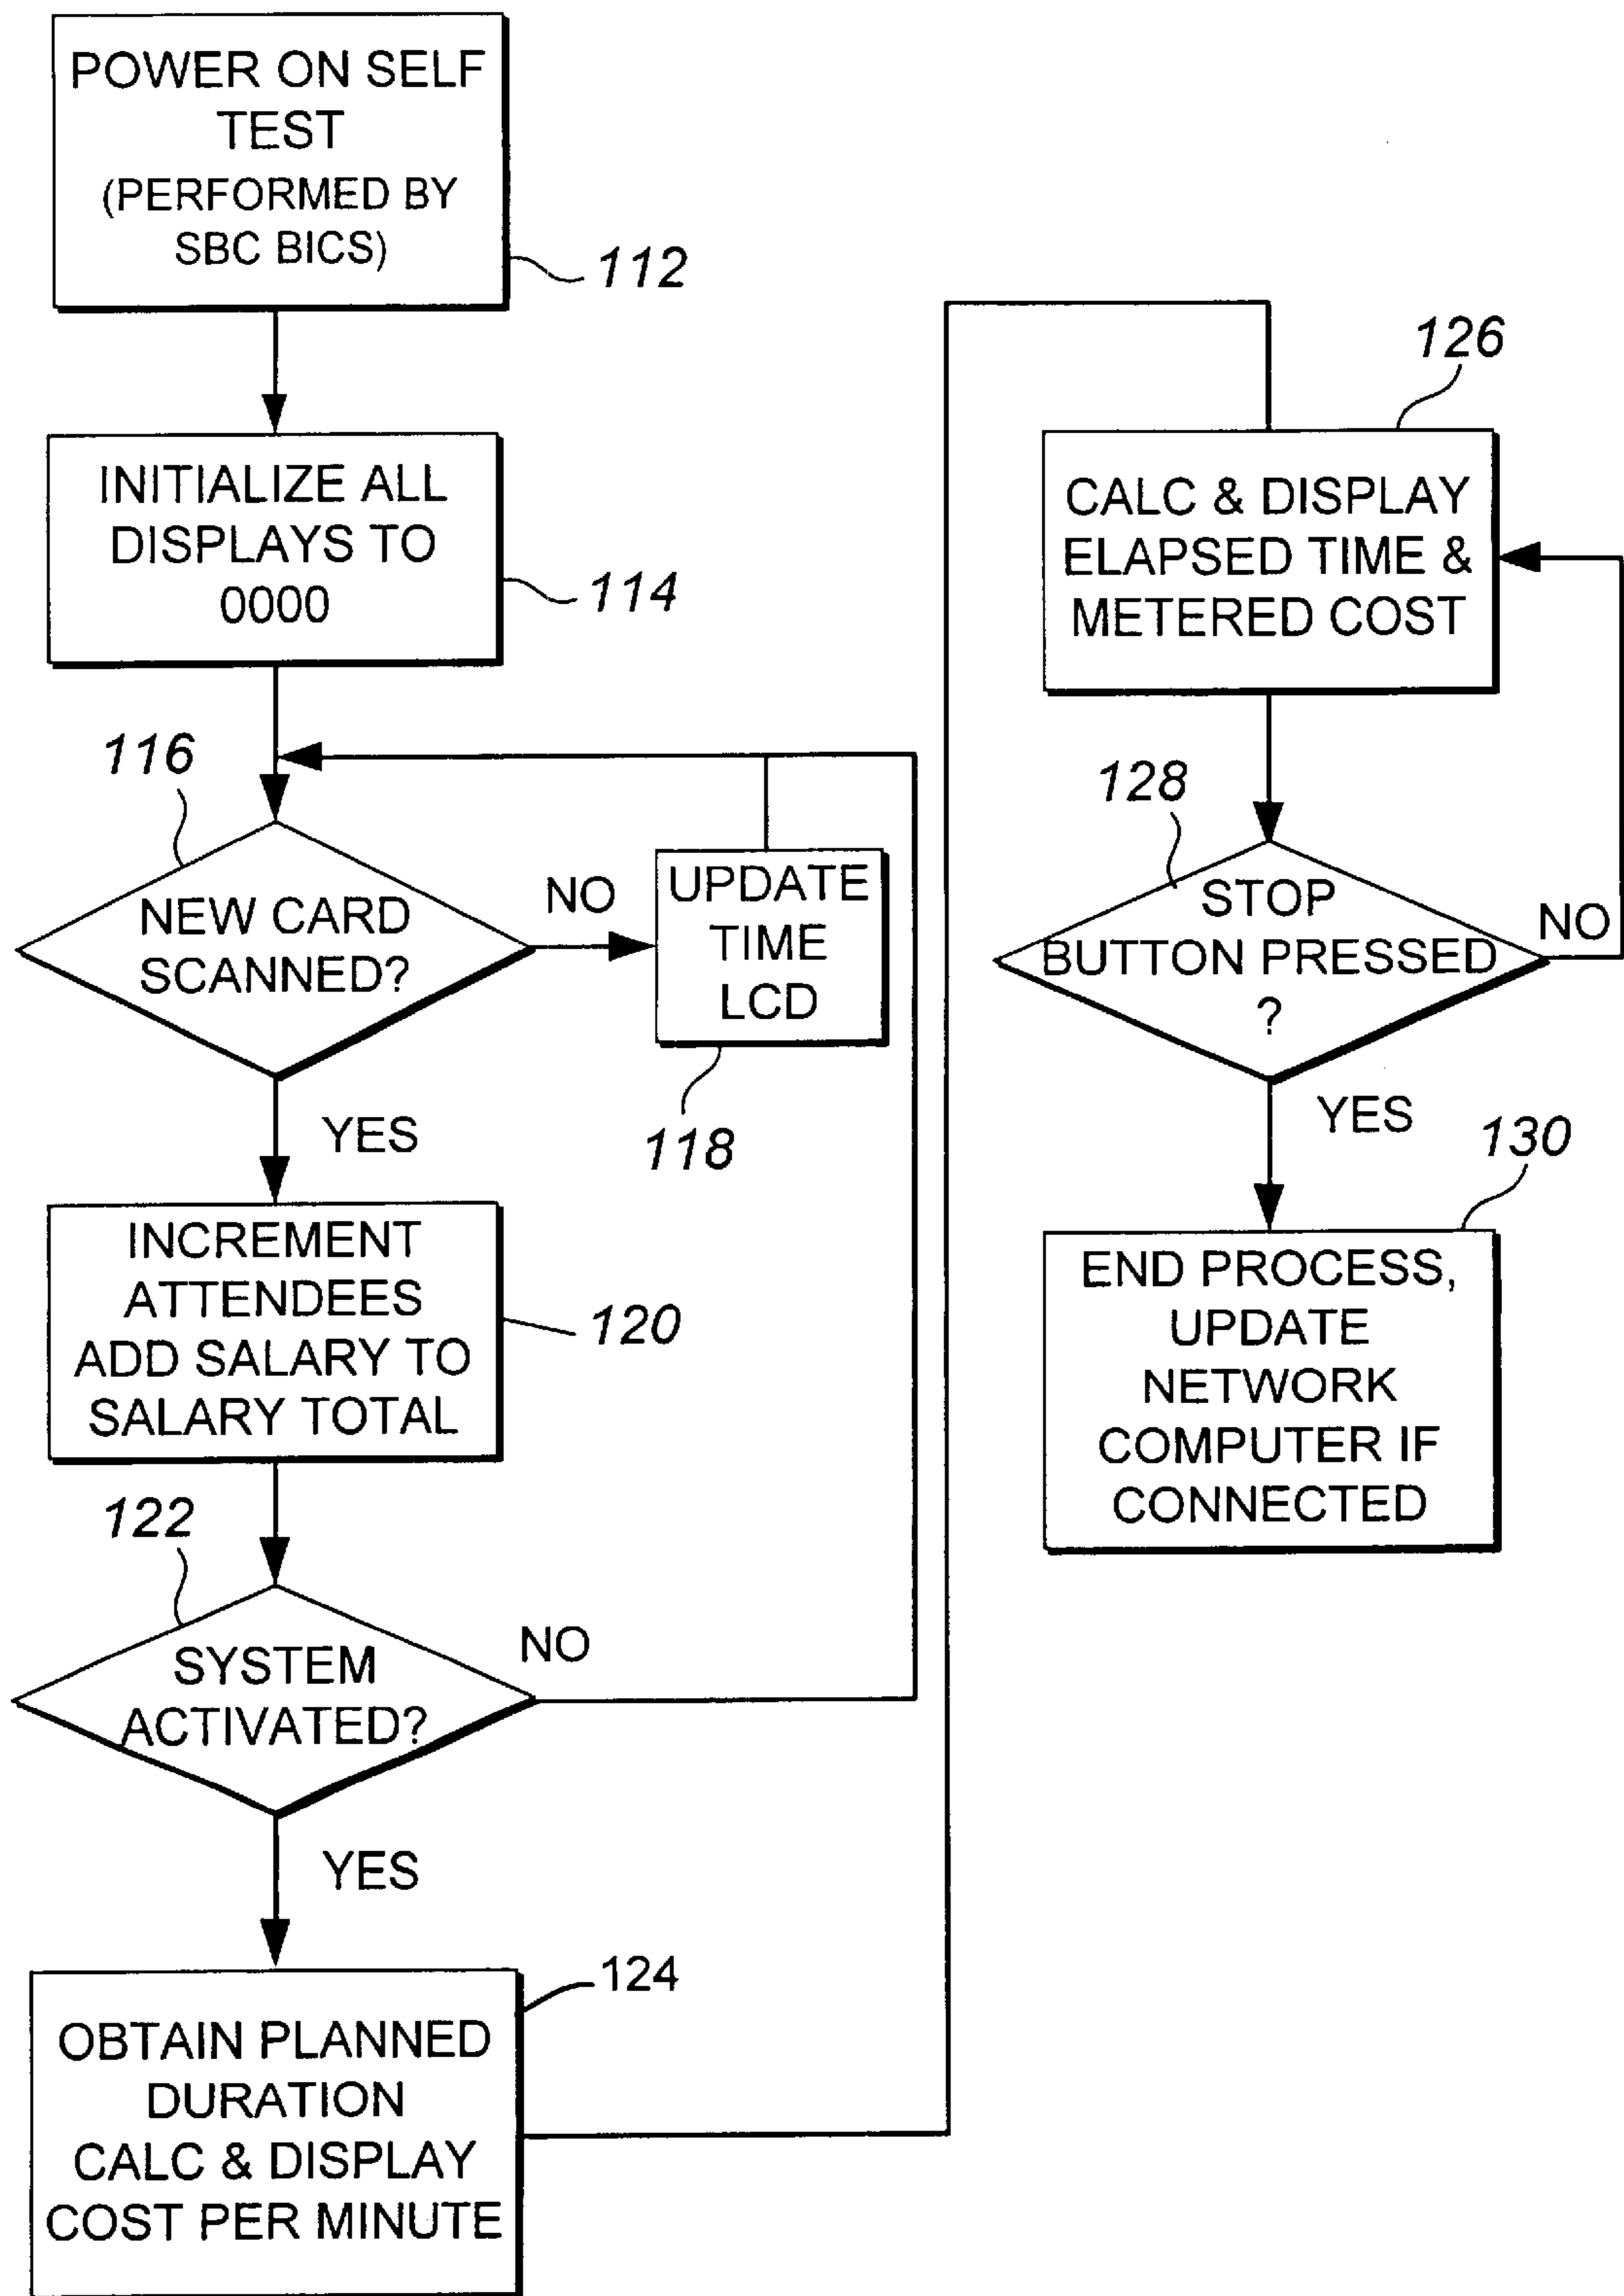 POWER ON SELF
TEST
(PERFORMED BY
SBC BICS)
112
INITIALIZE ALL
DISPLAYS TO
0000
114
116
NEW CARD
SCANNED?
NO
UPDATE
TIME
LCD
118
YES
INCREMENT
ATTENDEES
ADD SALARY TO
SALARY TOTAL
120
122
SYSTEM
ACTIVATED?
NO
YES
124
OBTAIN PLANNED
DURATION
CALC & DISPLAY
COST PER MINUTE
126
CALC & DISPLAY
ELAPSED TIME &
METERED COST
128
STOP
BUTTON PRESSED
?
NO
YES
130
END PROCESS,
UPDATE
NETWORK
COMPUTER IF
CONNECTED